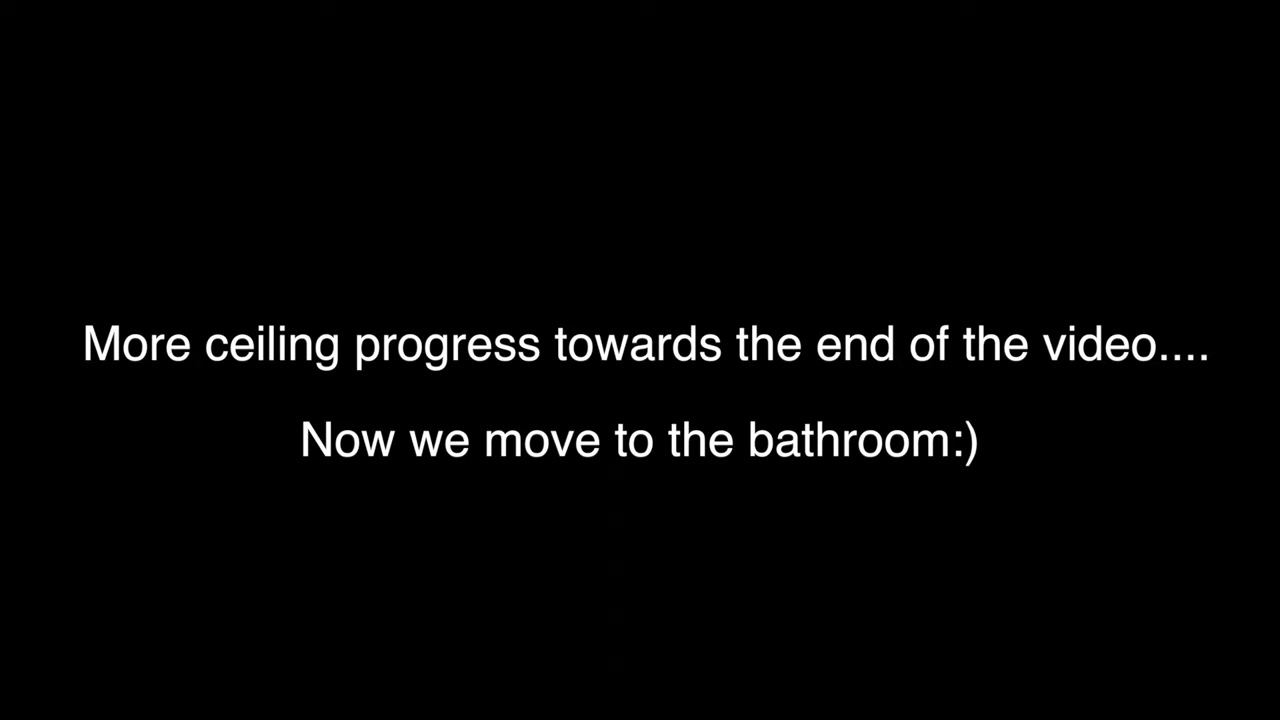 More ceiling progress towards the end of the video....
Now we move to the bathroom:)